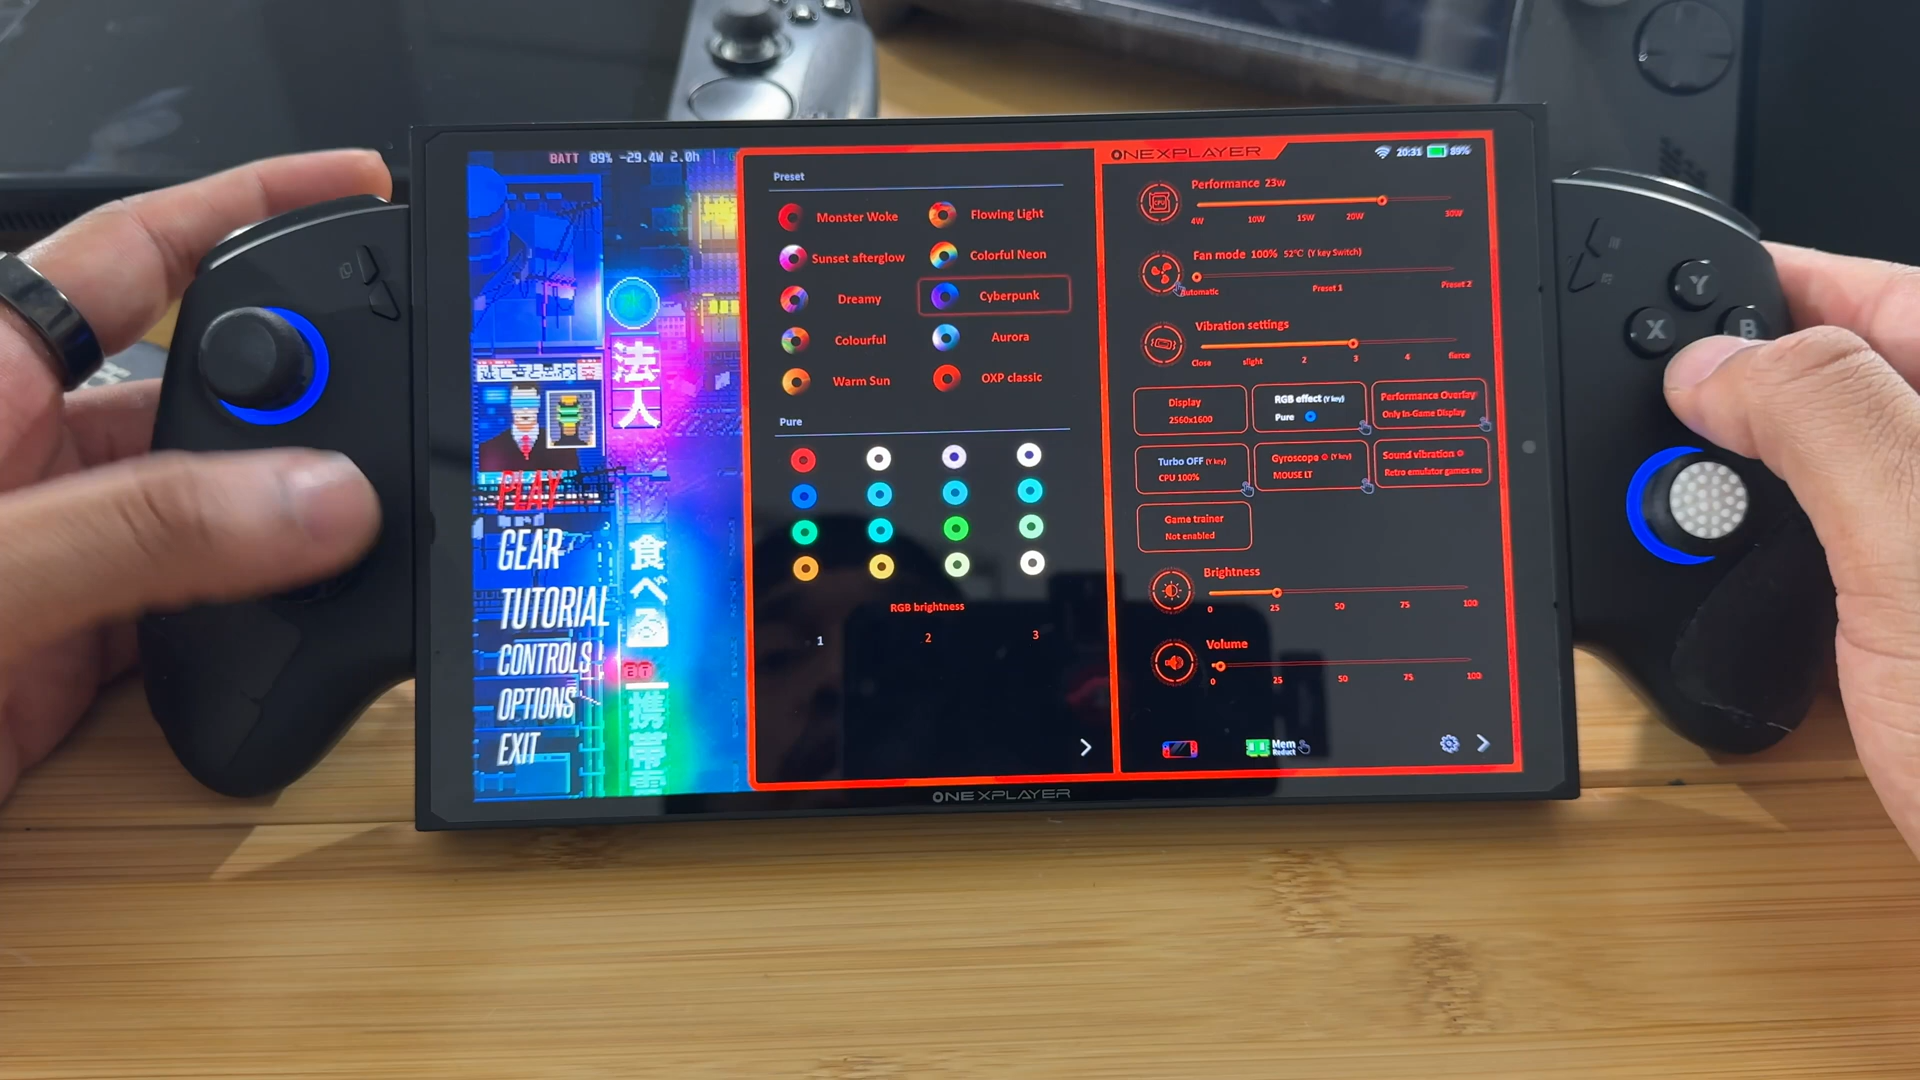 BATT 89% -29.4W 2.0h
PLAY
GEAR
TUTORIAL
CONTROLS
OPTIONS
EXIT
法人
食べる
携帯電
Preset
Monster Woke
Flowing Light
Sunset afterglow
Colorful Neon
Dreamy
Cyberpunk
Colourful
Aurora
Warm Sun
OXP classic
Pure
RGB brightness
1 2 3
ONEXPLAYER
20:31 89%
Performance 23w
4W 10W 15W 20W 30W
Fan mode 100% 52°C (Y key Switch)
Automatic Preset 1 Preset 2
Vibration settings
Close slight 2 3 4 fierce
Display
2560x1600
RGB effect (Y key)
Pure
Performance Overlay
Only In-Game Display
Turbo OFF (Y key)
CPU 100%
Gyroscope (Y key)
MOUSE LT
Sound vibration
Retro emulator games
Game trainer
Not enabled
Brightness
0 25 50 75 100
Volume
0 25 50 75 100
Mem
Reduct
ONEXPLAYER
Y
X
B